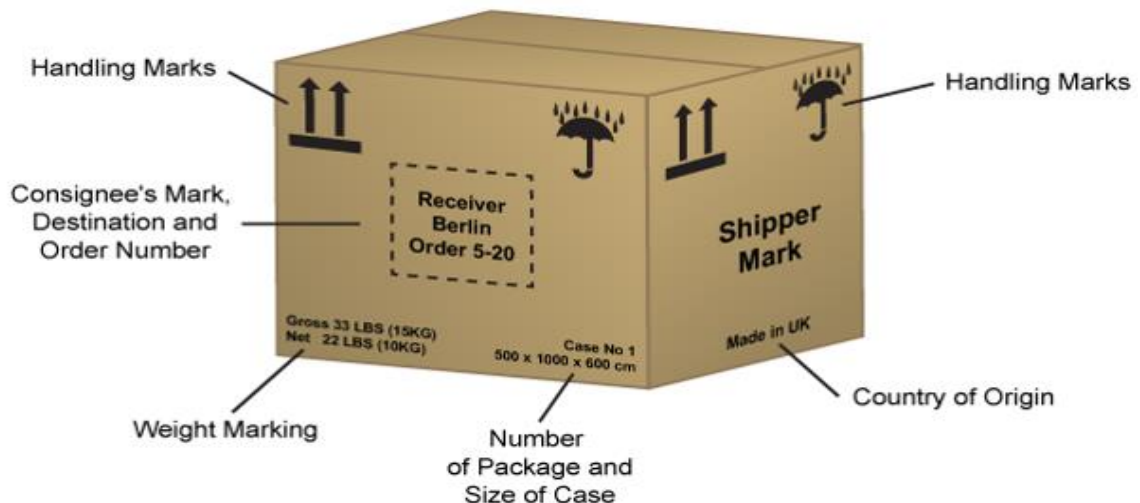 Handling Marks
Handling Marks
Consignee's Mark,
Destination and
Order Number
Receiver
Berlin
Order 5-20
Shipper
Mark
Gross 33 LBS (15KG)
Net 22 LBS (10KG)
Case No 1
500 x 1000 x 600 cm
Made in UK
Weight Marking
Number
of Package and
Size of Case
Country of Origin